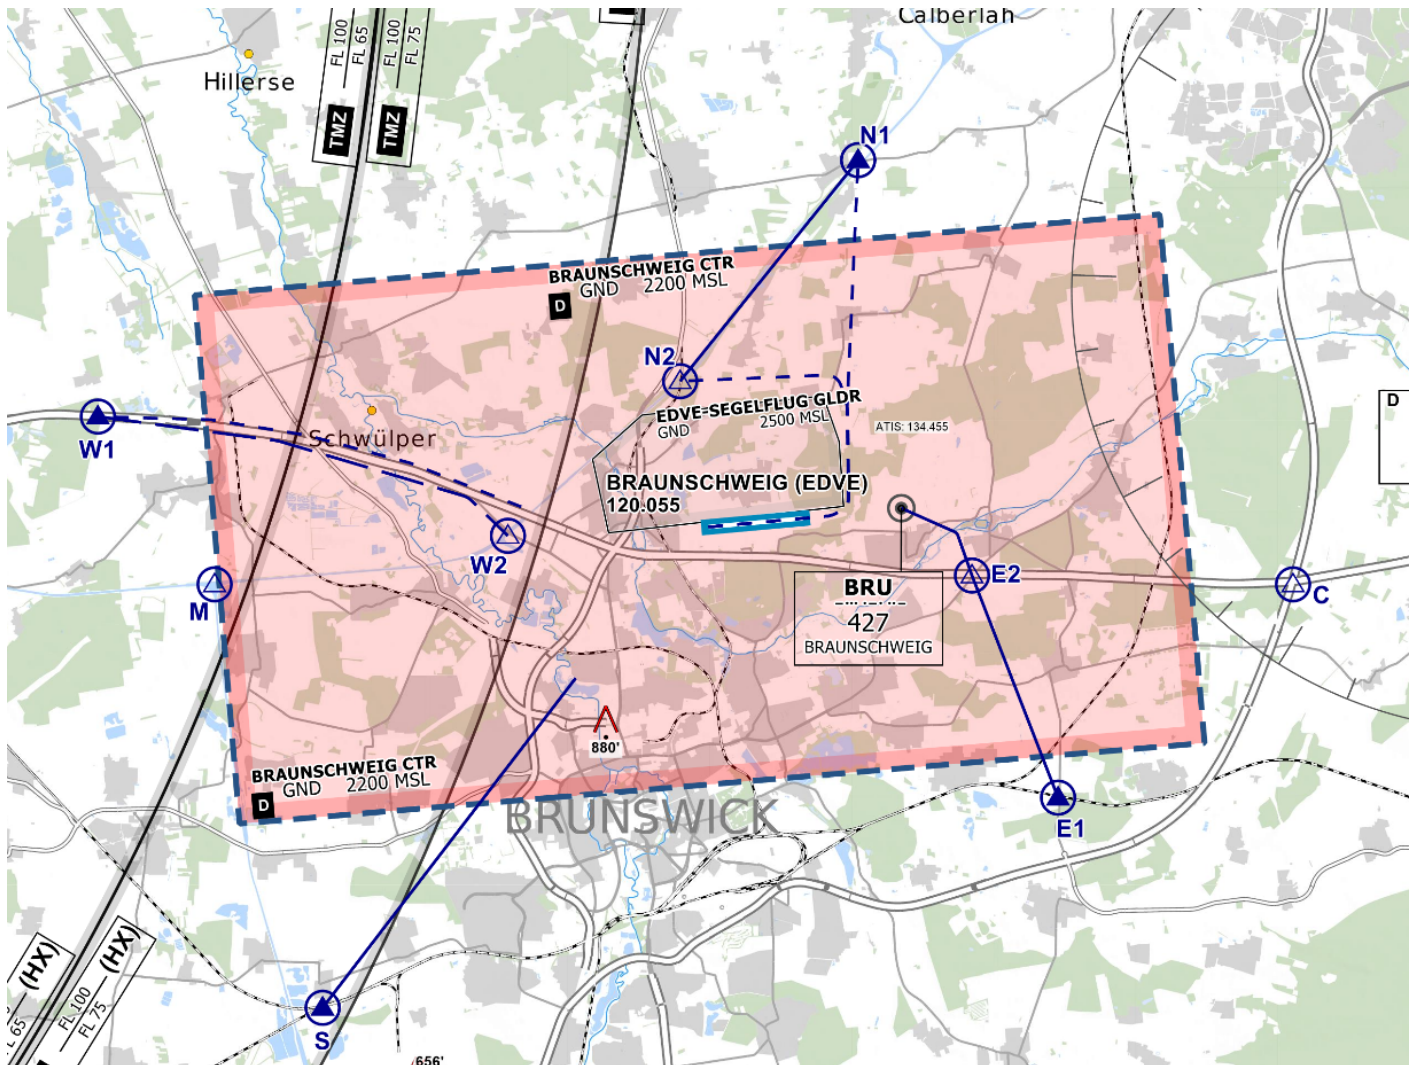 Calberlah
FL 100
FL 65
TMZ
FL 100
FL 75
TMZ
Hillerse
N1
BRAUNSCHWEIG CTR
GND 2200 MSL
D
N2
EDVE-SEGELFLUG GLDR
GND 2500 MSL
ATIS: 134.455
D
W1
Schwülper
BRAUNSCHWEIG (EDVE)
120.055
W2
M
BRU
427
BRAUNSCHWEIG
E2
C
880'
BRAUNSCHWEIG CTR
GND 2200 MSL
D
BRUNSWICK
E1
S
(HX)
65
(HX)
FL 100
FL 75
656'